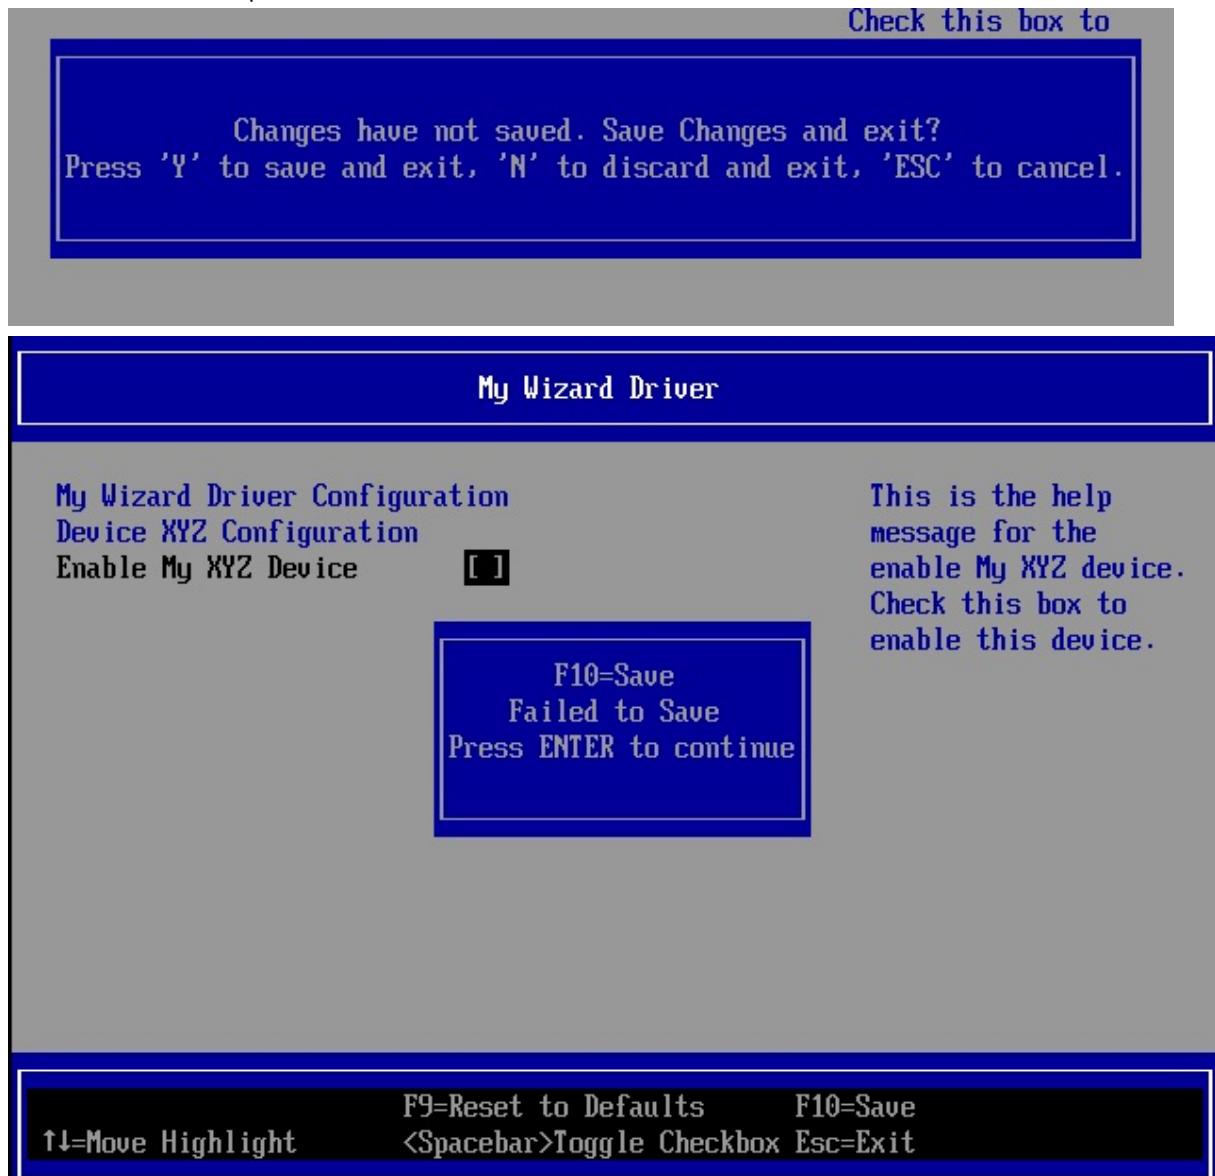 Check this box to
Changes have not saved. Save Changes and exit?
Press 'Y' to save and exit, 'N' to discard and exit, 'ESC' to cancel.
My Wizard Driver
My Wizard Driver Configuration
Device XYZ Configuration
Enable My XYZ Device [ ]
This is the help
message for the
enable My XYZ device.
Check this box to
enable this device.
F10=Save
Failed to Save
Press ENTER to continue
F9=Reset to Defaults F10=Save
↑↓=Move Highlight <Spacebar>Toggle Checkbox Esc=Exit